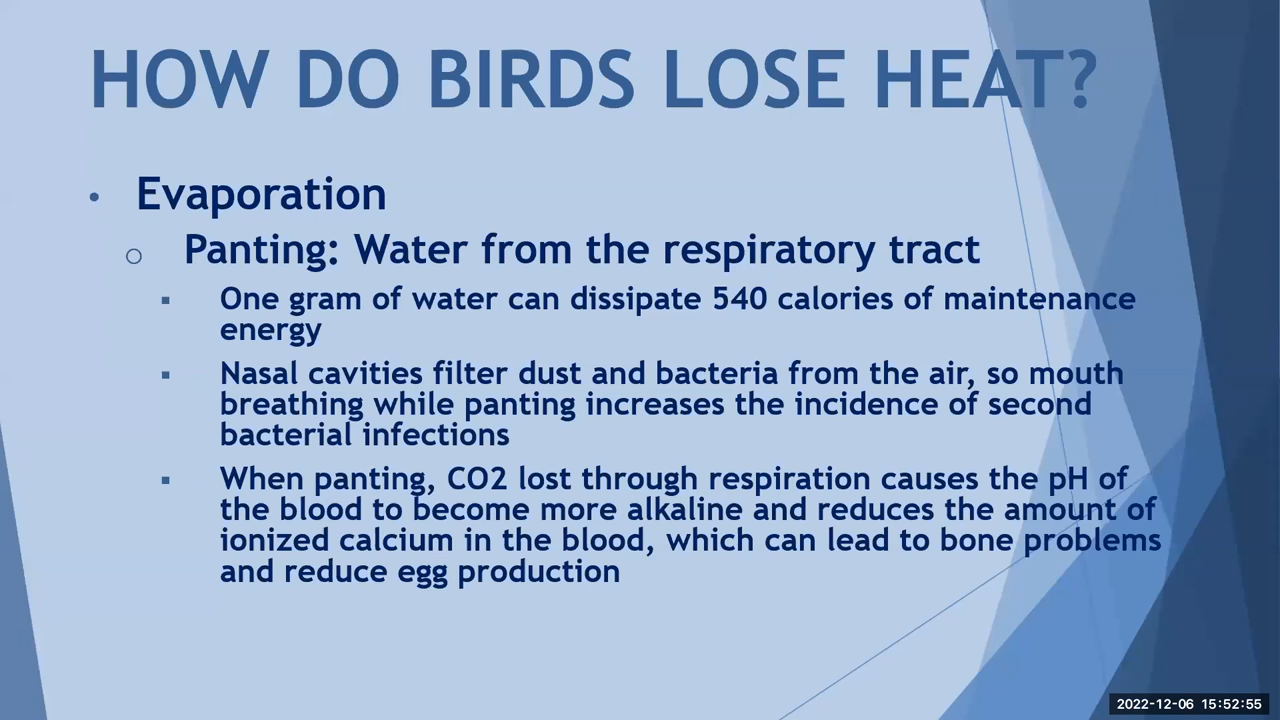 HOW DO BIRDS LOSE HEAT?
• Evaporation
o Panting: Water from the respiratory tract
▪ One gram of water can dissipate 540 calories of maintenance
energy
▪ Nasal cavities filter dust and bacteria from the air, so mouth
breathing while panting increases the incidence of second
bacterial infections
▪ When panting, CO2 lost through respiration causes the pH of
the blood to become more alkaline and reduces the amount of
ionized calcium in the blood, which can lead to bone problems
and reduce egg production
2022-12-06 15:52:55